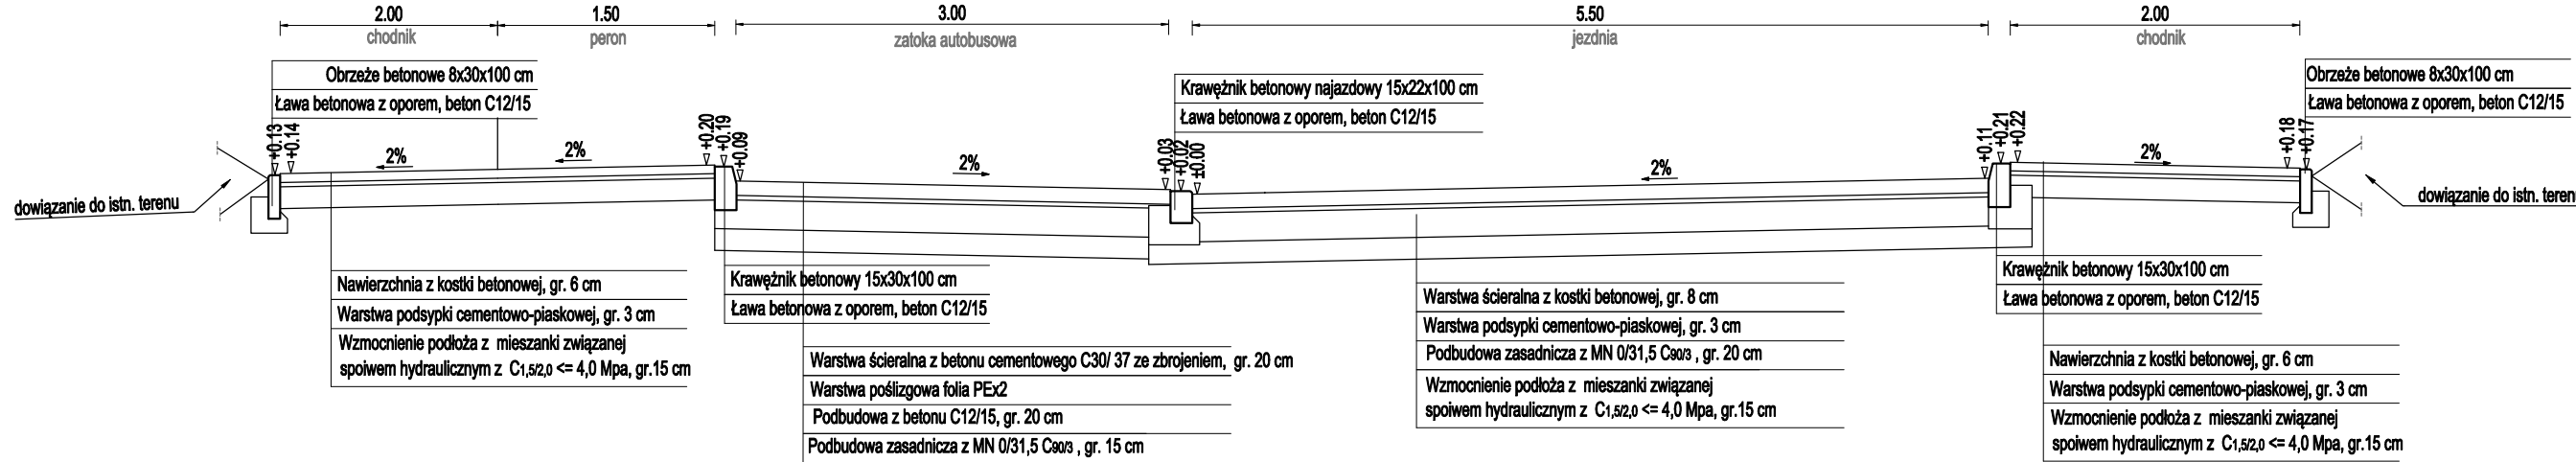 2.00
1.50
3.00
5.50
2.00
chodnik
peron
zatoka autobusowa
jezdnia
chodnik
Obrzeże betonowe 8x30x100 cm
Ława betonowa z oporem, beton C12/15
Krawężnik betonowy najazdowy 15x22x100 cm
Ława betonowa z oporem, beton C12/15
Obrzeże betonowe 8x30x100 cm
Ława betonowa z oporem, beton C12/15
+0.13
+0.14
+0.20
+0.19
+0.09
+0.03
+0.02
+0.00
+0.11
+0.21
+0.22
+0.18
+0.17
2%
2%
2%
2%
2%
dowiązanie do istn. terenu
dowiązanie do istn. teren
Nawierzchnia z kostki betonowej, gr. 6 cm
Warstwa podsypki cementowo-piaskowej, gr. 3 cm
Wzmocnienie podłoża z mieszanki związanej
spoiwem hydraulicznym z C1,5/2,0 <= 4,0 Mpa, gr.15 cm
Krawężnik betonowy 15x30x100 cm
Ława betonowa z oporem, beton C12/15
Warstwa ścieralna z betonu cementowego C30/ 37 ze zbrojeniem, gr. 20 cm
Warstwa poślizgowa folia PEx2
Podbudowa z betonu C12/15, gr. 20 cm
Podbudowa zasadnicza z MN 0/31,5 C90/3 , gr. 15 cm
Warstwa ścieralna z kostki betonowej, gr. 8 cm
Warstwa podsypki cementowo-piaskowej, gr. 3 cm
Podbudowa zasadnicza z MN 0/31,5 C90/3 , gr. 20 cm
Wzmocnienie podłoża z mieszanki związanej
spoiwem hydraulicznym z C1,5/2,0 <= 4,0 Mpa, gr.15 cm
Krawężnik betonowy 15x30x100 cm
Ława betonowa z oporem, beton C12/15
Nawierzchnia z kostki betonowej, gr. 6 cm
Warstwa podsypki cementowo-piaskowej, gr. 3 cm
Wzmocnienie podłoża z mieszanki związanej
spoiwem hydraulicznym z C1,5/2,0 <= 4,0 Mpa, gr.15 cm